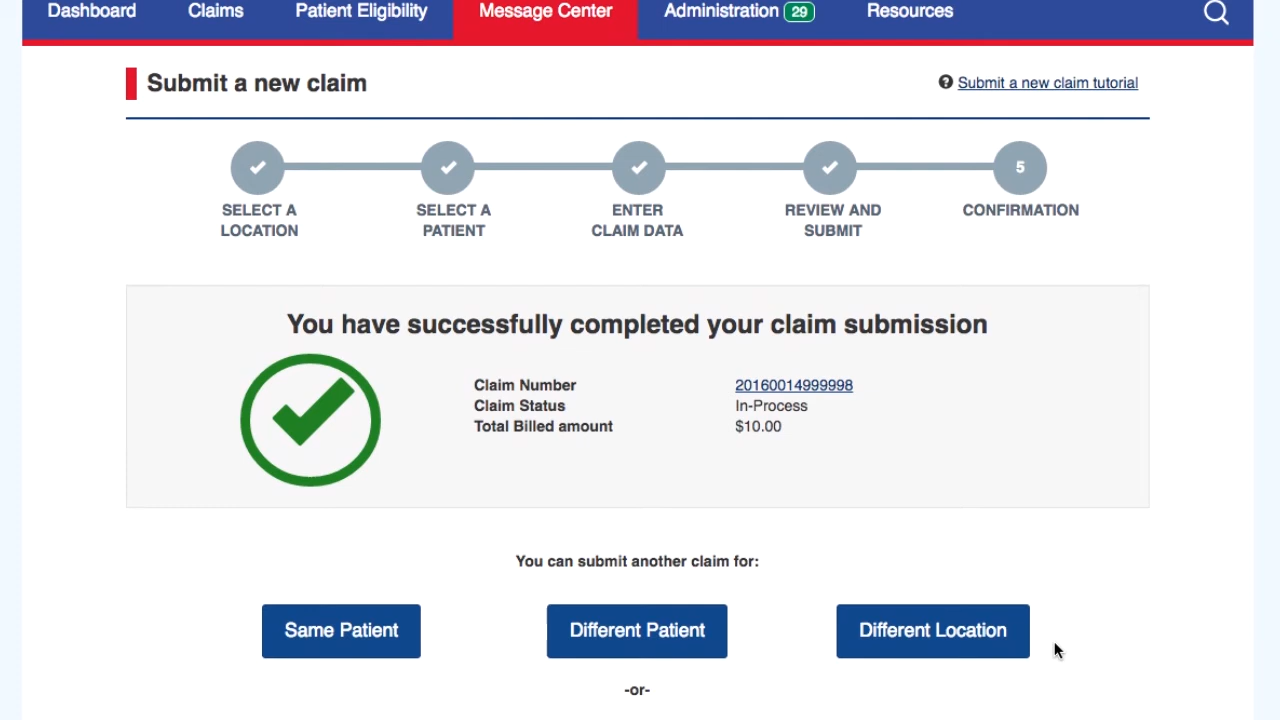 Dashboard Claims Patient Eligibility Message Center Administration 29 Resources
Submit a new claim
Submit a new claim tutorial
5
SELECT A LOCATION
SELECT A PATIENT
ENTER CLAIM DATA
REVIEW AND SUBMIT
CONFIRMATION
You have successfully completed your claim submission
Claim Number 20160014999998
Claim Status In-Process
Total Billed amount $10.00
You can submit another claim for:
Same Patient Different Patient Different Location
-or-